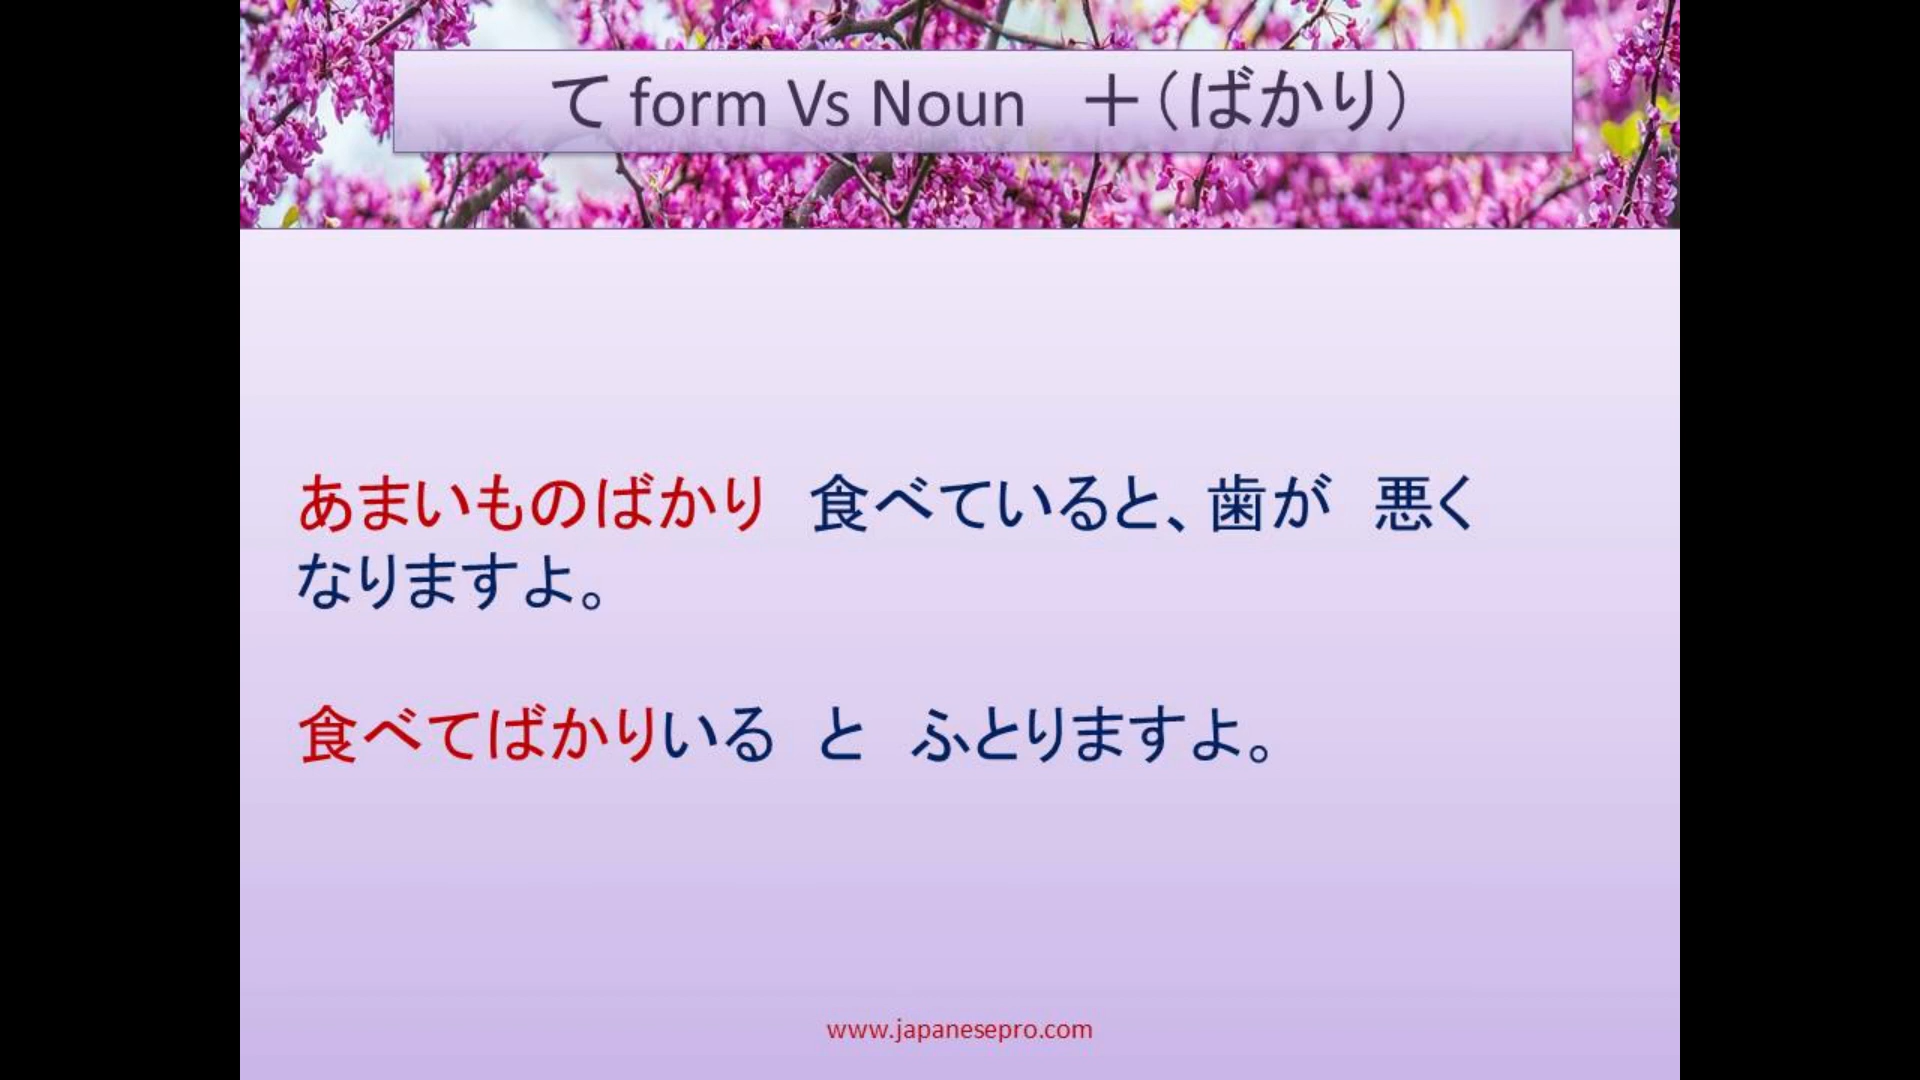 て form Vs Noun　＋（ばかり）
あまいものばかり　食べていると、歯が　悪く
なりますよ。
食べてばかりいる　と　ふとりますよ。
www.japanesepro.com